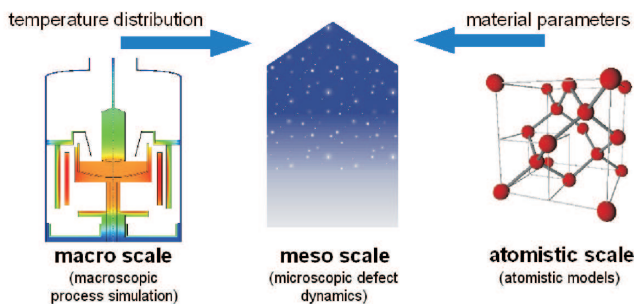 temperature distribution
material parameters
macro scale
(macroscopic
process simulation)
meso scale
(microscopic defect
dynamics)
atomistic scale
(atomistic models)